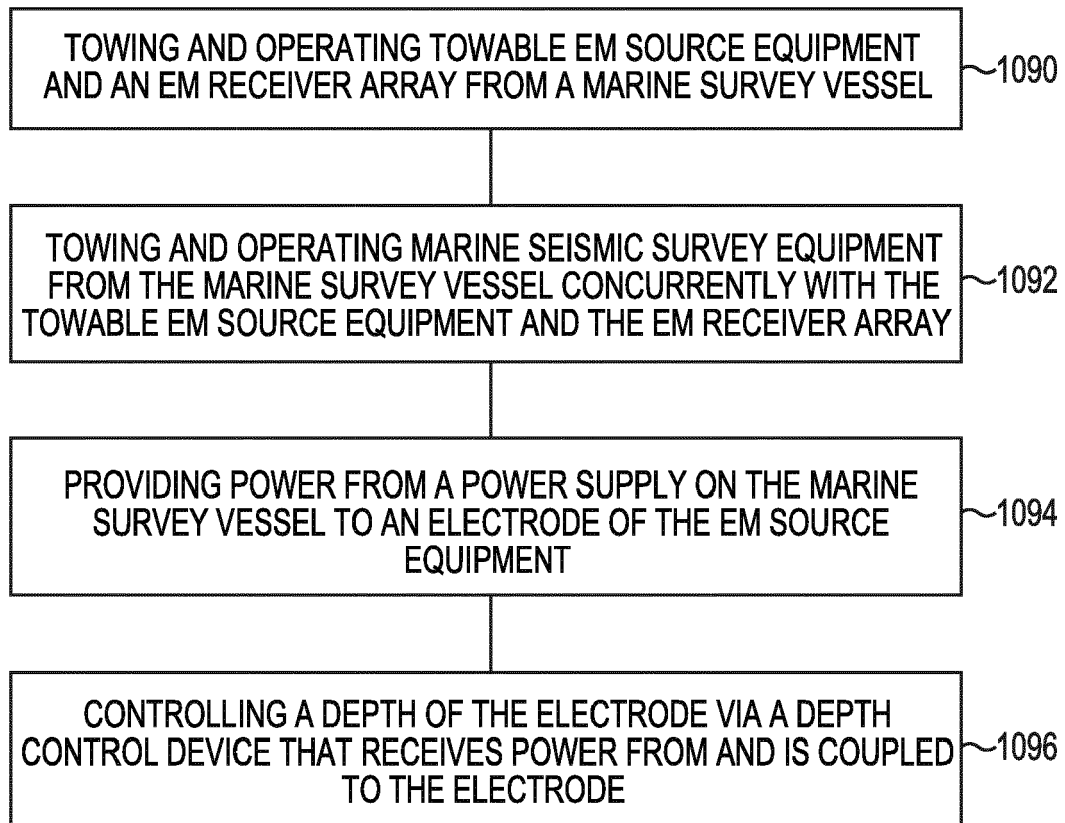 TOWING AND OPERATING TOWABLE EM SOURCE EQUIPMENT
AND AN EM RECEIVER ARRAY FROM A MARINE SURVEY VESSEL
1090
TOWING AND OPERATING MARINE SEISMIC SURVEY EQUIPMENT
FROM THE MARINE SURVEY VESSEL CONCURRENTLY WITH THE
TOWABLE EM SOURCE EQUIPMENT AND THE EM RECEIVER ARRAY
1092
PROVIDING POWER FROM A POWER SUPPLY ON THE MARINE
SURVEY VESSEL TO AN ELECTRODE OF THE EM SOURCE
EQUIPMENT
1094
CONTROLLING A DEPTH OF THE ELECTRODE VIA A DEPTH
CONTROL DEVICE THAT RECEIVES POWER FROM AND IS COUPLED
TO THE ELECTRODE
1096